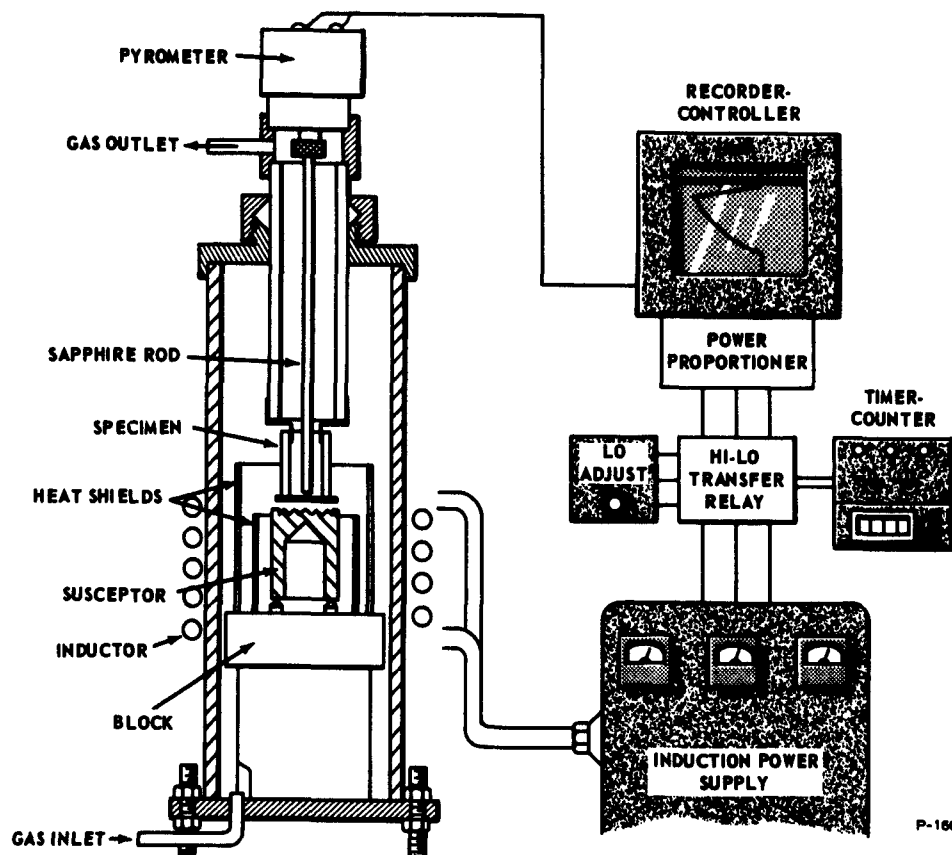 PYROMETER
GAS OUTLET
SAPPHIRE ROD
SPECIMEN
HEAT SHIELDS
SUSCEPTOR
INDUCTOR
BLOCK
GAS INLET
RECORDER-
CONTROLLER
POWER
PROPORTIONER
TIMER-
COUNTER
LO
ADJUST
HI-LO
TRANSFER
RELAY
INDUCTION POWER
SUPPLY